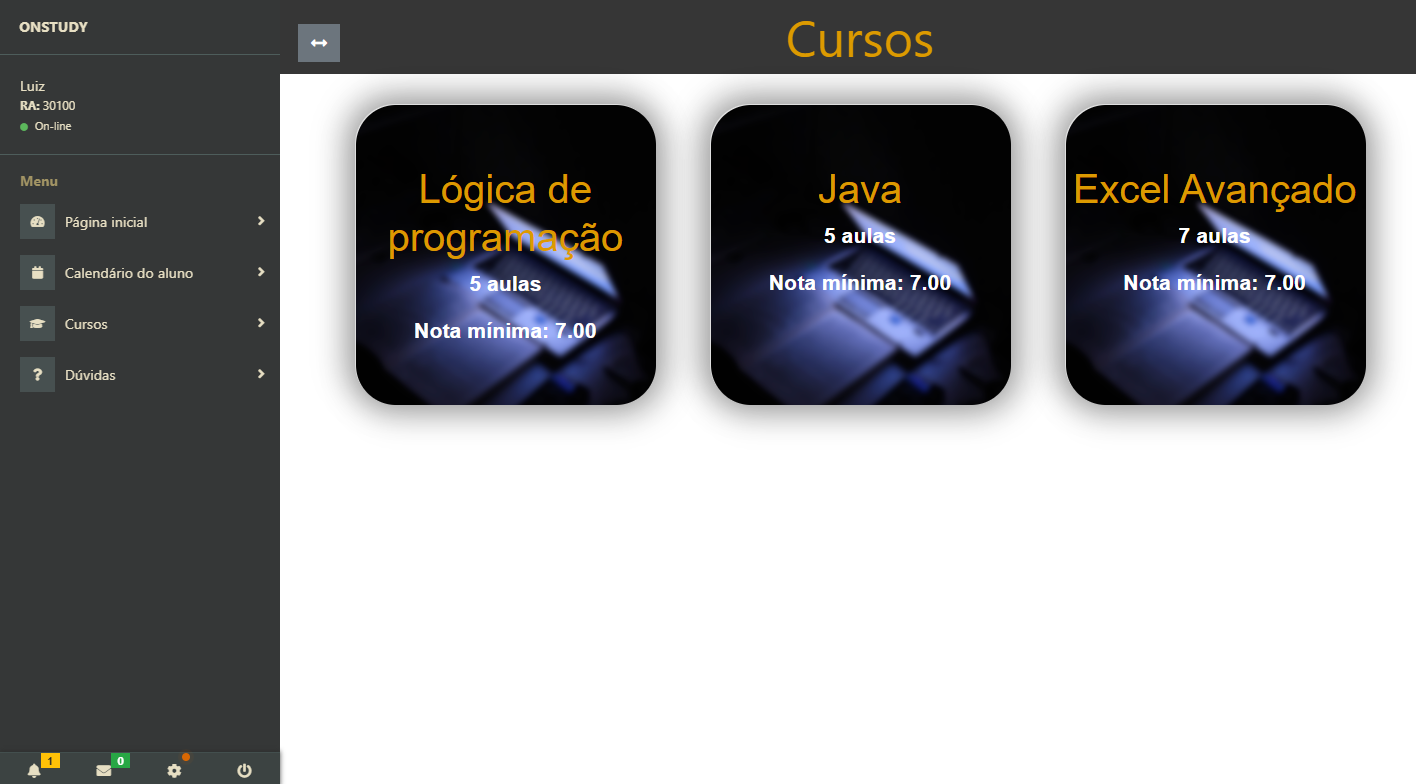 ONSTUDY
Luiz
RA: 30100
On-line
Menu
Página inicial
Calendário do aluno
Cursos
Dúvidas
1
0
Cursos
Lógica de
programação
5 aulas
Nota mínima: 7.00
Java
5 aulas
Nota mínima: 7.00
Excel Avançado
7 aulas
Nota mínima: 7.00